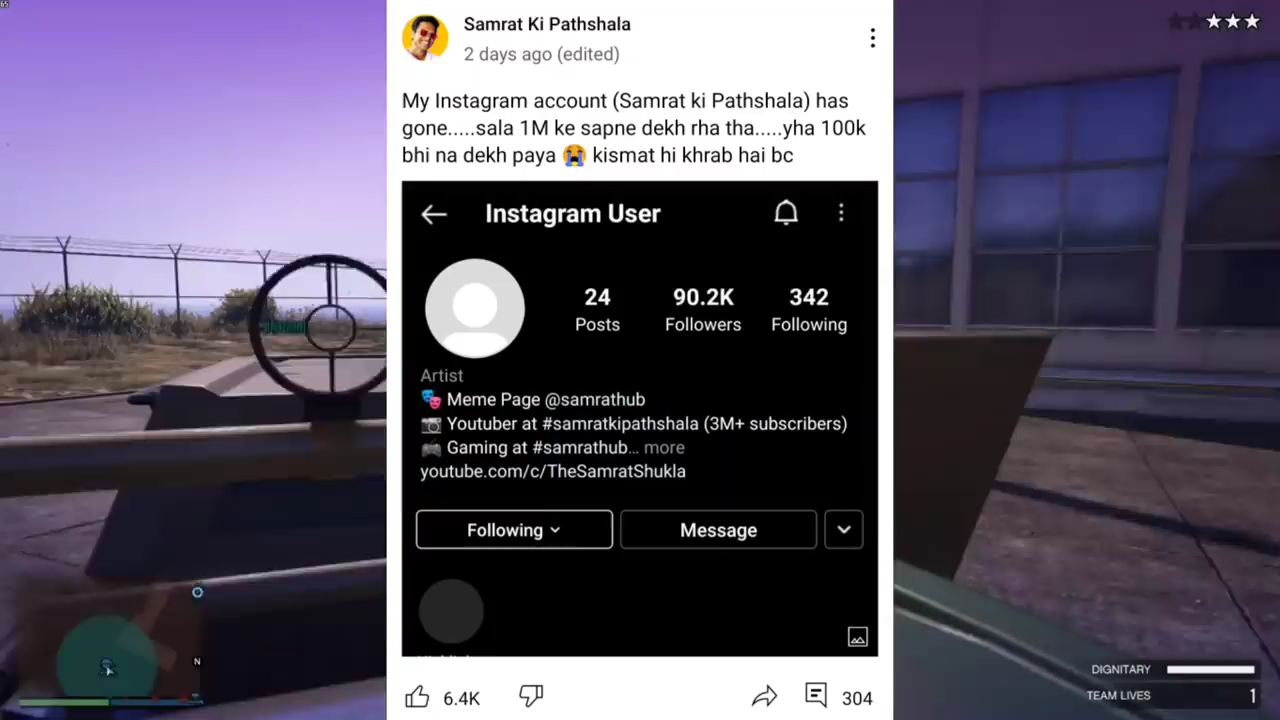 65
Samrat Ki Pathshala
2 days ago (edited)
My Instagram account (Samrat ki Pathshala) has
gone.....sala 1M ke sapne dekh rha tha.....yha 100k
bhi na dekh paya 😭 kismat hi khrab hai bc
Instagram User
24 90.2K 342
Posts Followers Following
Artist
🎭 Meme Page @samrathub
📷 Youtuber at #samratkipathshala (3M+ subscribers)
🎮 Gaming at #samrathub... more
youtube.com/c/TheSamratShukla
Following Message
6.4K 304
N
DIGNITARY
TEAM LIVES 1